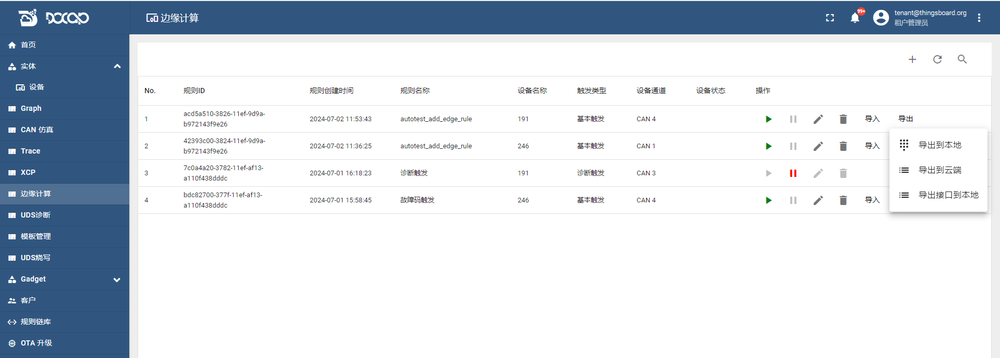 DOCAN
边缘计算
99+
tenant@thingsboard.org
租户管理员
首页
实体
设备
Graph
CAN 仿真
Trace
XCP
边缘计算
UDS诊断
模板管理
UDS烧写
Gadget
客户
规则链库
OTA 升级
No. 规则ID 规则创建时间 规则名称 设备名称 触发类型 设备通道 设备状态 操作
1 acd5a510-3826-11ef-9d9a-b972143f9e26 2024-07-02 11:53:43 autotest_add_edge_rule 191 基本触发 CAN 4 导入 导出
2 42393c00-3824-11ef-9d9a-b972143f9e26 2024-07-02 11:36:25 autotest_add_edge_rule 246 基本触发 CAN 1 导入
3 7c0a4a20-3782-11ef-af13-a110f438dddc 2024-07-01 16:18:23 诊断触发 191 诊断触发 CAN 3
4 bdc82700-377f-11ef-af13-a110f438dddc 2024-07-01 15:58:45 故障码触发 246 基本触发 CAN 4 导入
导出到本地
导出到云端
导出接口到本地